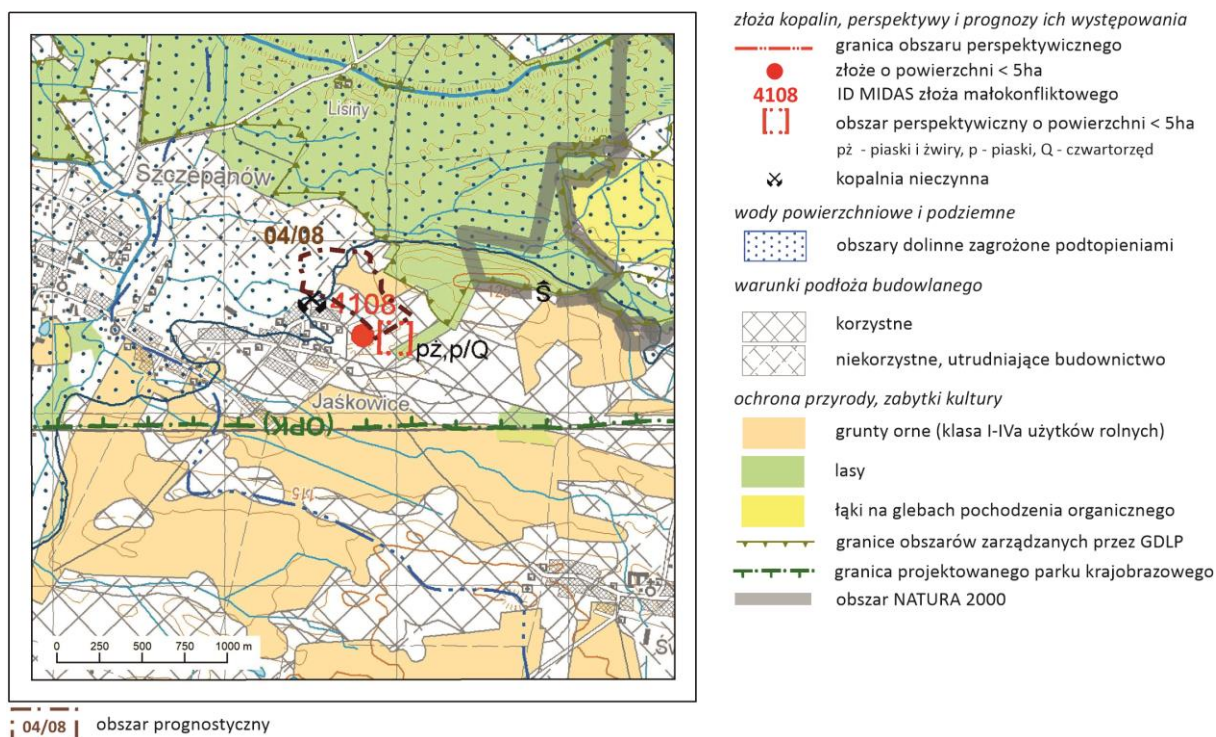 Lisiny
Szczepanów
04/08
125
Ŝ
4108
pż,p/Q
Jaśkowice
(OPK)
115
0 250 500 750 1000 m
04/08 obszar prognostyczny
złoża kopalin, perspektywy i prognozy ich występowania
granica obszaru perspektywicznego
złoże o powierzchni < 5ha
4108 ID MIDAS złoża małokonfliktowego
obszar perspektywiczny o powierzchni < 5ha
pż - piaski i żwiry, p - piaski, Q - czwartorzęd
kopalnia nieczynna
wody powierzchniowe i podziemne
obszary dolinne zagrożone podtopieniami
warunki podłoża budowlanego
korzystne
niekorzystne, utrudniające budownictwo
ochrona przyrody, zabytki kultury
grunty orne (klasa I-IVa użytków rolnych)
lasy
łąki na glebach pochodzenia organicznego
granice obszarów zarządzanych przez GDLP
granica projektowanego parku krajobrazowego
obszar NATURA 2000